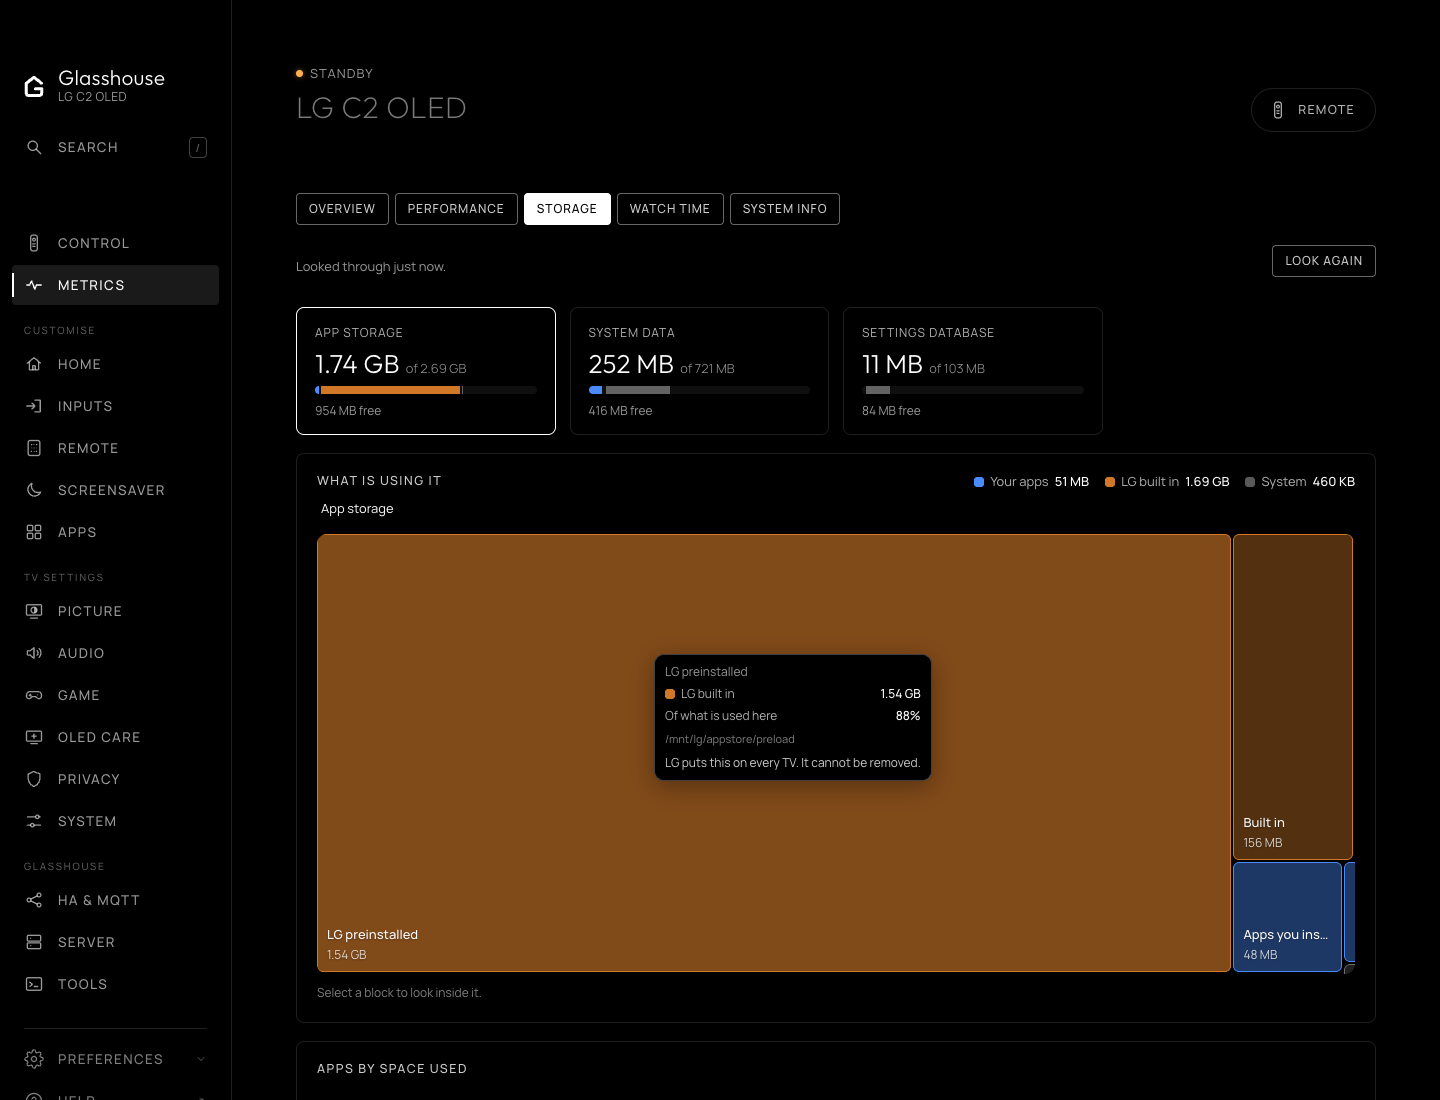 Glasshouse
LG C2 OLED
SEARCH
/
CONTROL
METRICS
CUSTOMISE
HOME
INPUTS
REMOTE
SCREENSAVER
APPS
TV SETTINGS
PICTURE
AUDIO
GAME
OLED CARE
PRIVACY
SYSTEM
GLASSHOUSE
HA & MQTT
SERVER
TOOLS
PREFERENCES
HELP
STANDBY
LG C2 OLED
REMOTE
OVERVIEW
PERFORMANCE
STORAGE
WATCH TIME
SYSTEM INFO
Looked through just now.
LOOK AGAIN
APP STORAGE
1.74 GB of 2.69 GB
954 MB free
SYSTEM DATA
252 MB of 721 MB
416 MB free
SETTINGS DATABASE
11 MB of 103 MB
84 MB free
WHAT IS USING IT
Your apps 51 MB
LG built in 1.69 GB
System 460 KB
App storage
LG preinstalled
LG built in 1.54 GB
Of what is used here 88%
/mnt/lg/appstore/preload
LG puts this on every TV. It cannot be removed.
Built in
156 MB
LG preinstalled
1.54 GB
Apps you ins…
48 MB
Select a block to look inside it.
APPS BY SPACE USED